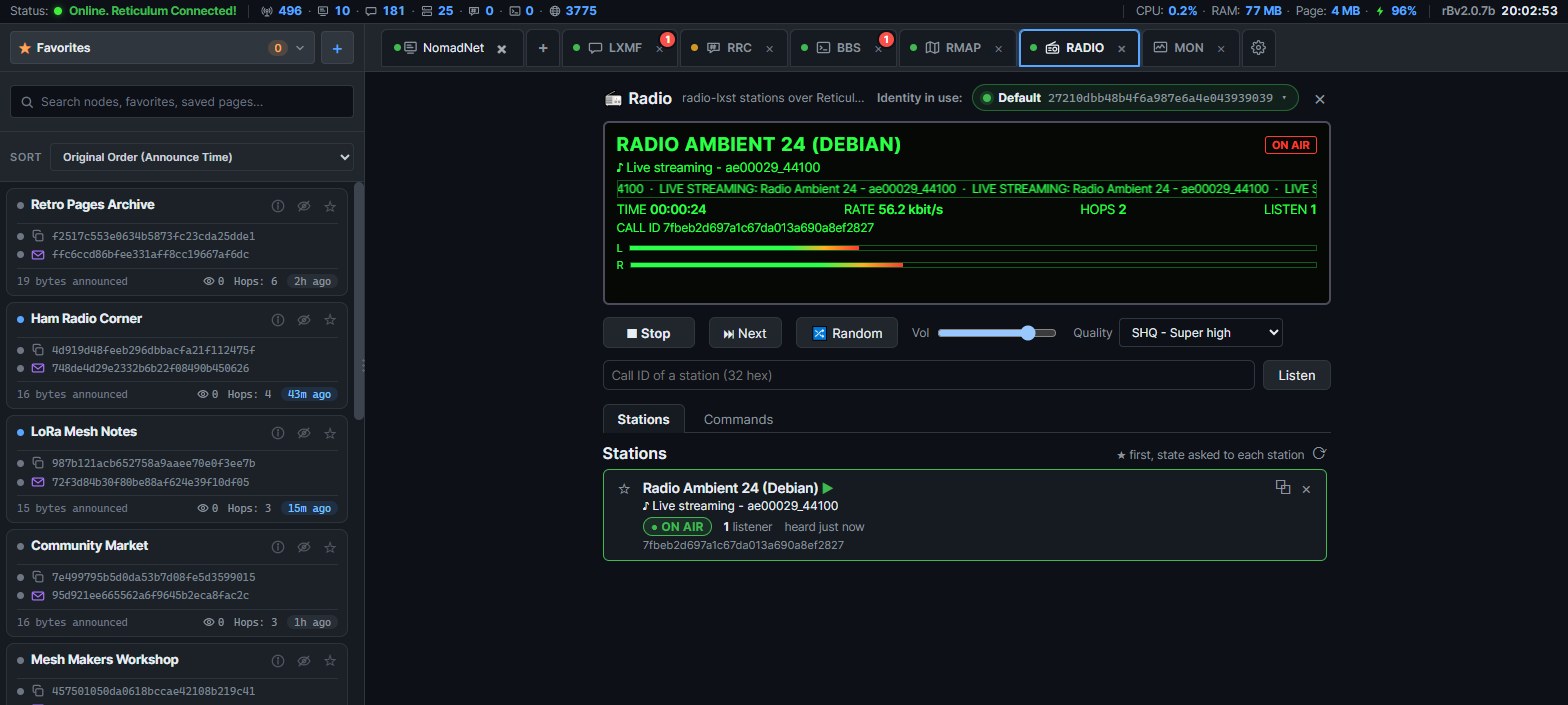 Status: Online. Reticulum Connected! 496 · 10 · 181 · 25 · 0 · 0 · 3775
CPU: 0.2% · RAM: 77 MB · Page: 4 MB · 96% rBv2.0.7b 20:02:53
Favorites 0 +
NomadNet × + LXMF × 1 RRC × BBS × 1 RMAP × RADIO × MON ×
Search nodes, favorites, saved pages...
SORT Original Order (Announce Time)
Retro Pages Archive
f2517c553e0634b5873fc23cda25dde1
ffc6ccd86bfee331aff8cc19667af6dc
19 bytes announced 0 Hops: 6 2h ago
Ham Radio Corner
4d919d48feeb296dbbacfa21f112475f
748de4d29e2332b6b22f08490b450626
16 bytes announced 0 Hops: 4 43m ago
LoRa Mesh Notes
987b121acb652758a9aaee70e0f3ee7b
72f3d84b30f80be88af624e39f10df05
15 bytes announced 0 Hops: 3 15m ago
Community Market
7e499795b5d0da53b7d08fe5d3599015
95d921ee665562a6f9645b2eca8fac2c
16 bytes announced 0 Hops: 3 1h ago
Mesh Makers Workshop
457501050da0618bccae42108b219c41
Radio radio-lxst stations over Reticul... Identity in use: Default 27210dbb48b4f6a987e6a4e043939039 ×
RADIO AMBIENT 24 (DEBIAN) ON AIR
♪ Live streaming - ae00029_44100
4100 · LIVE STREAMING: Radio Ambient 24 - ae00029_44100 · LIVE STREAMING: Radio Ambient 24 - ae00029_44100 · LIVE S
TIME 00:00:24 RATE 56.2 kbit/s HOPS 2 LISTEN 1
CALL ID 7fbeb2d697a1c67da013a690a8ef2827
L
R
Stop Next Random Vol Quality SHQ - Super high
Call ID of a station (32 hex) Listen
Stations Commands
Stations ★ first, state asked to each station
☆ Radio Ambient 24 (Debian) ▶ ×
♪ Live streaming - ae00029_44100
● ON AIR 1 listener heard just now
7fbeb2d697a1c67da013a690a8ef2827